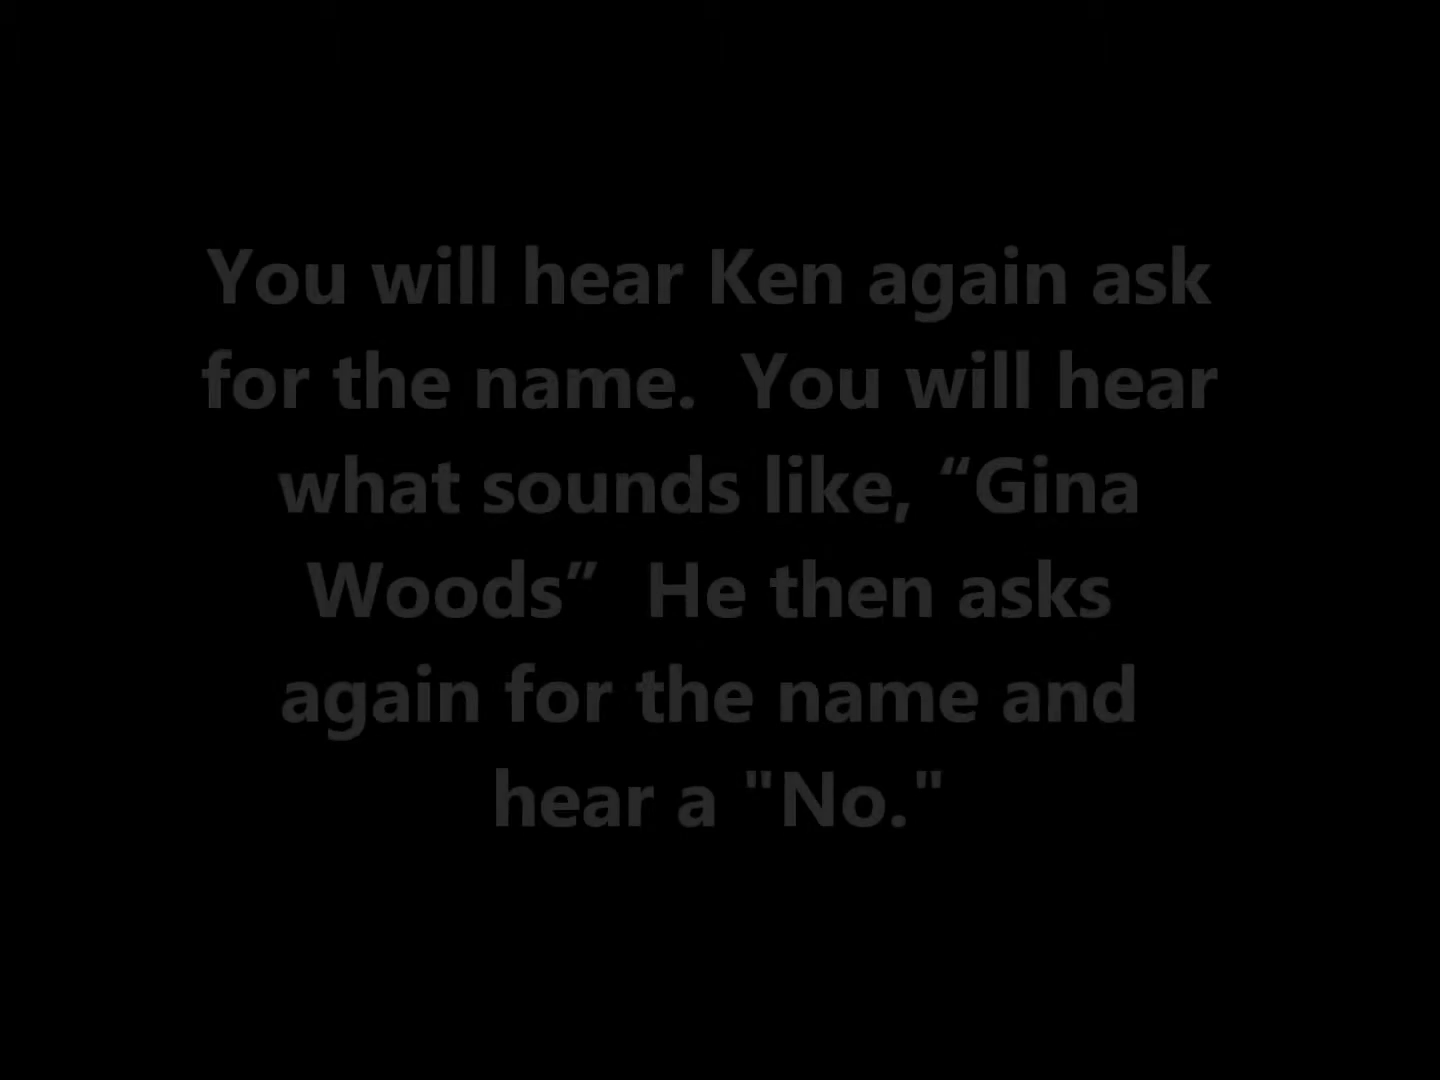 You will hear Ken again ask
for the name.  You will hear
what sounds like, “Gina
Woods”  He then asks
again for the name and
hear a "No."